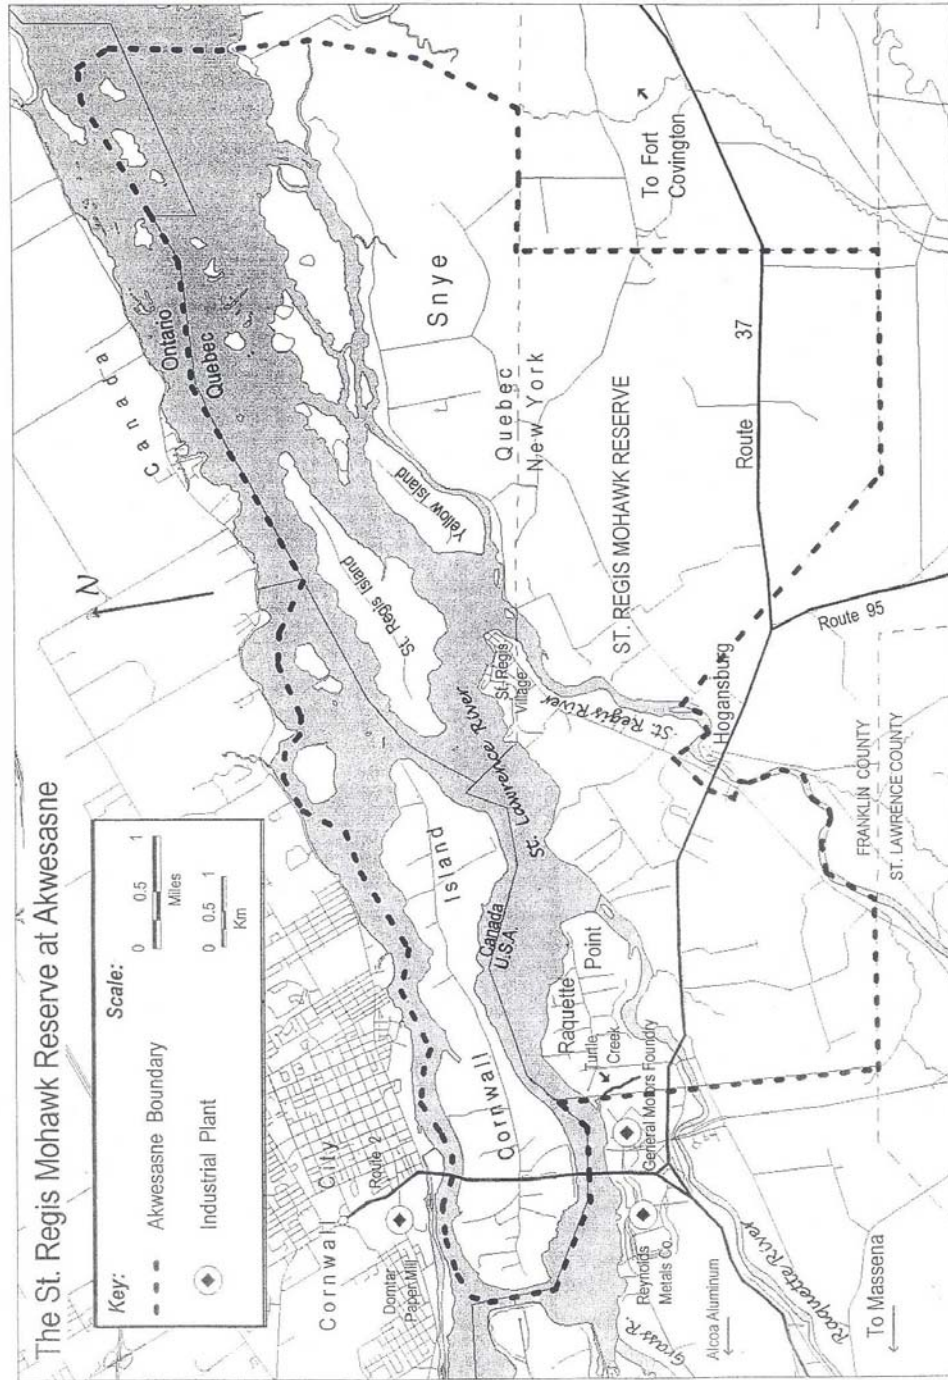 The St. Regis Mohawk Reserve at Akwesasne
Key:
Akwesasne Boundary
Industrial Plant
Scale:
0 0.5 1
Miles
0 0.5 1
Km
N
Canada
Ontario
Quebec
Cornwall City
Route 2
Domtar
Paper Mill
Cornwall Island
St. Regis Island
Yellow Island
Snye
Canada
U.S.A.
St. Lawrence River
St. Regis
Village
St. Regis River
Quebec
New York
ST. REGIS MOHAWK RESERVE
To Fort
Covington
Raquette
Point
Turtle
Creek
General Motors Foundry
Reynolds
Metals Co.
Grass R.
Alcoa Aluminum
Raquette River
To Massena
Hogansburg
Route 37
Route 95
FRANKLIN COUNTY
ST. LAWRENCE COUNTY